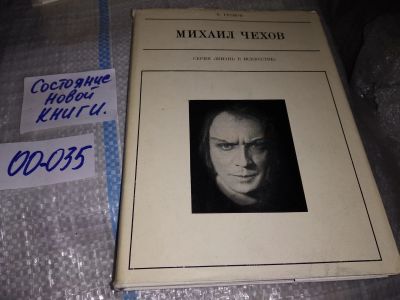 МИХАИЛ ЧЕХОВ
СЕРИЯ «ЖИЗНЬ В ИСКУССТВЕ»
Состояние
новой
КНИГИ.
00-035